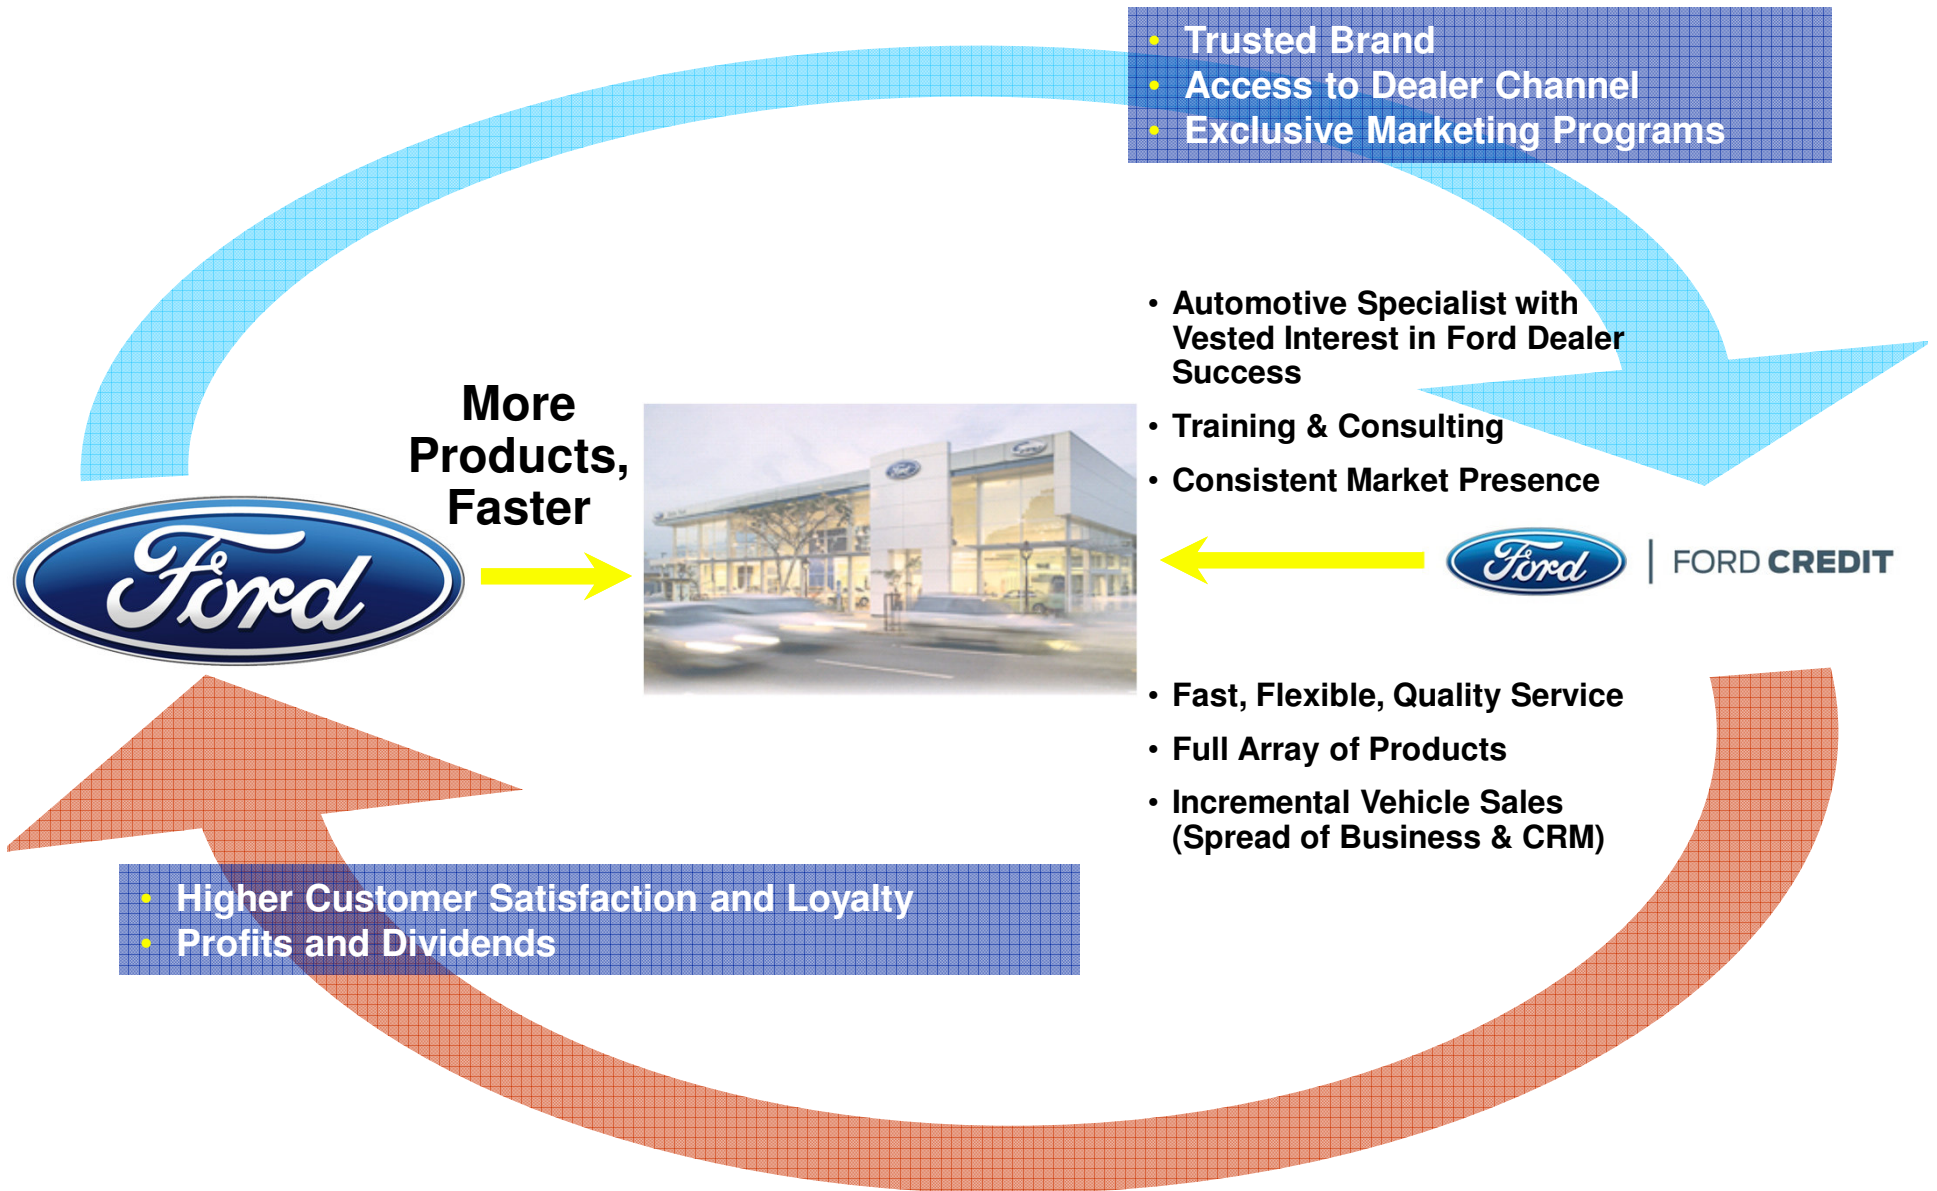 • Trusted Brand
• Access to Dealer Channel
• Exclusive Marketing Programs
• Automotive Specialist with
Vested Interest in Ford Dealer
Success
• Training & Consulting
• Consistent Market Presence
More
Products,
Faster
Ford
Ford | FORD CREDIT
• Fast, Flexible, Quality Service
• Full Array of Products
• Incremental Vehicle Sales
(Spread of Business & CRM)
• Higher Customer Satisfaction and Loyalty
• Profits and Dividends